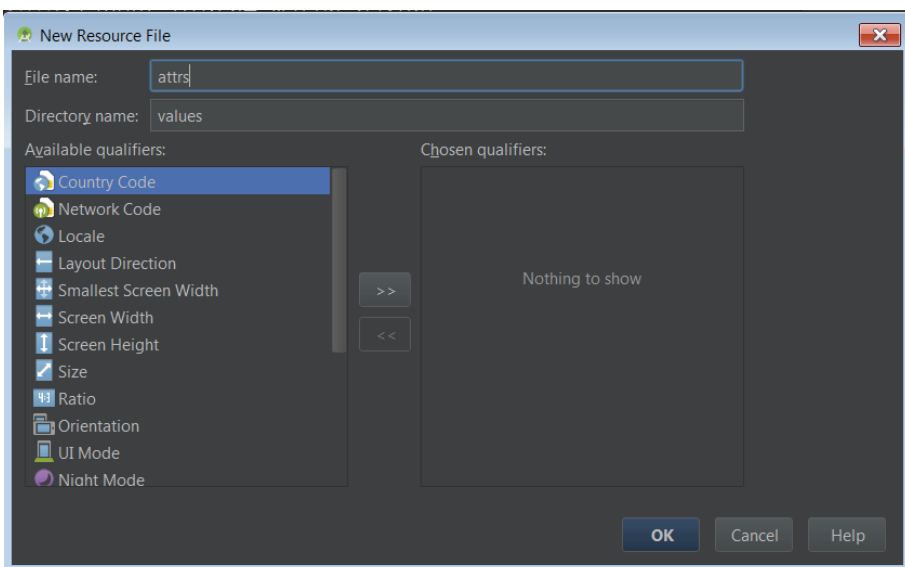 New Resource File
File name: attrs
Directory name: values
Available qualifiers:
Chosen qualifiers:
Country Code
Network Code
Locale
Layout Direction
Smallest Screen Width
Screen Width
Screen Height
Size
Ratio
Orientation
UI Mode
Night Mode
>>
<<
Nothing to show
OK Cancel Help